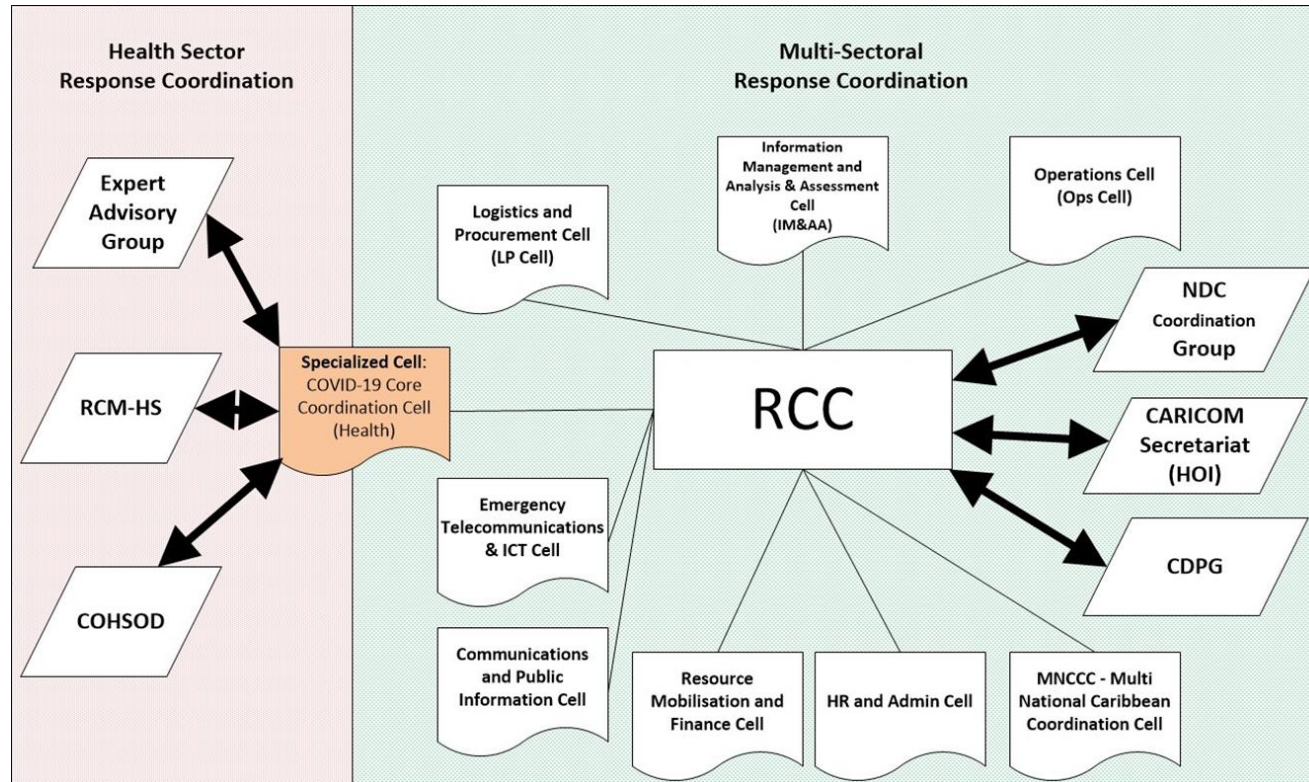 Health Sector
Response Coordination
Multi-Sectoral
Response Coordination
Expert
Advisory
Group
RCM-HS
COHSOD
Specialized Cell:
COVID-19 Core
Coordination Cell
(Health)
Logistics and
Procurement Cell
(LP Cell)
Information
Management and
Analysis & Assessment
Cell
(IM&AA)
Operations Cell
(Ops Cell)
RCC
NDC
Coordination
Group
CARICOM
Secretariat
(HOI)
CDPG
Emergency
Telecommunications
& ICT Cell
Communications
and Public
Information Cell
Resource
Mobilisation and
Finance Cell
HR and Admin Cell
MNCCC - Multi
National Caribbean
Coordination Cell